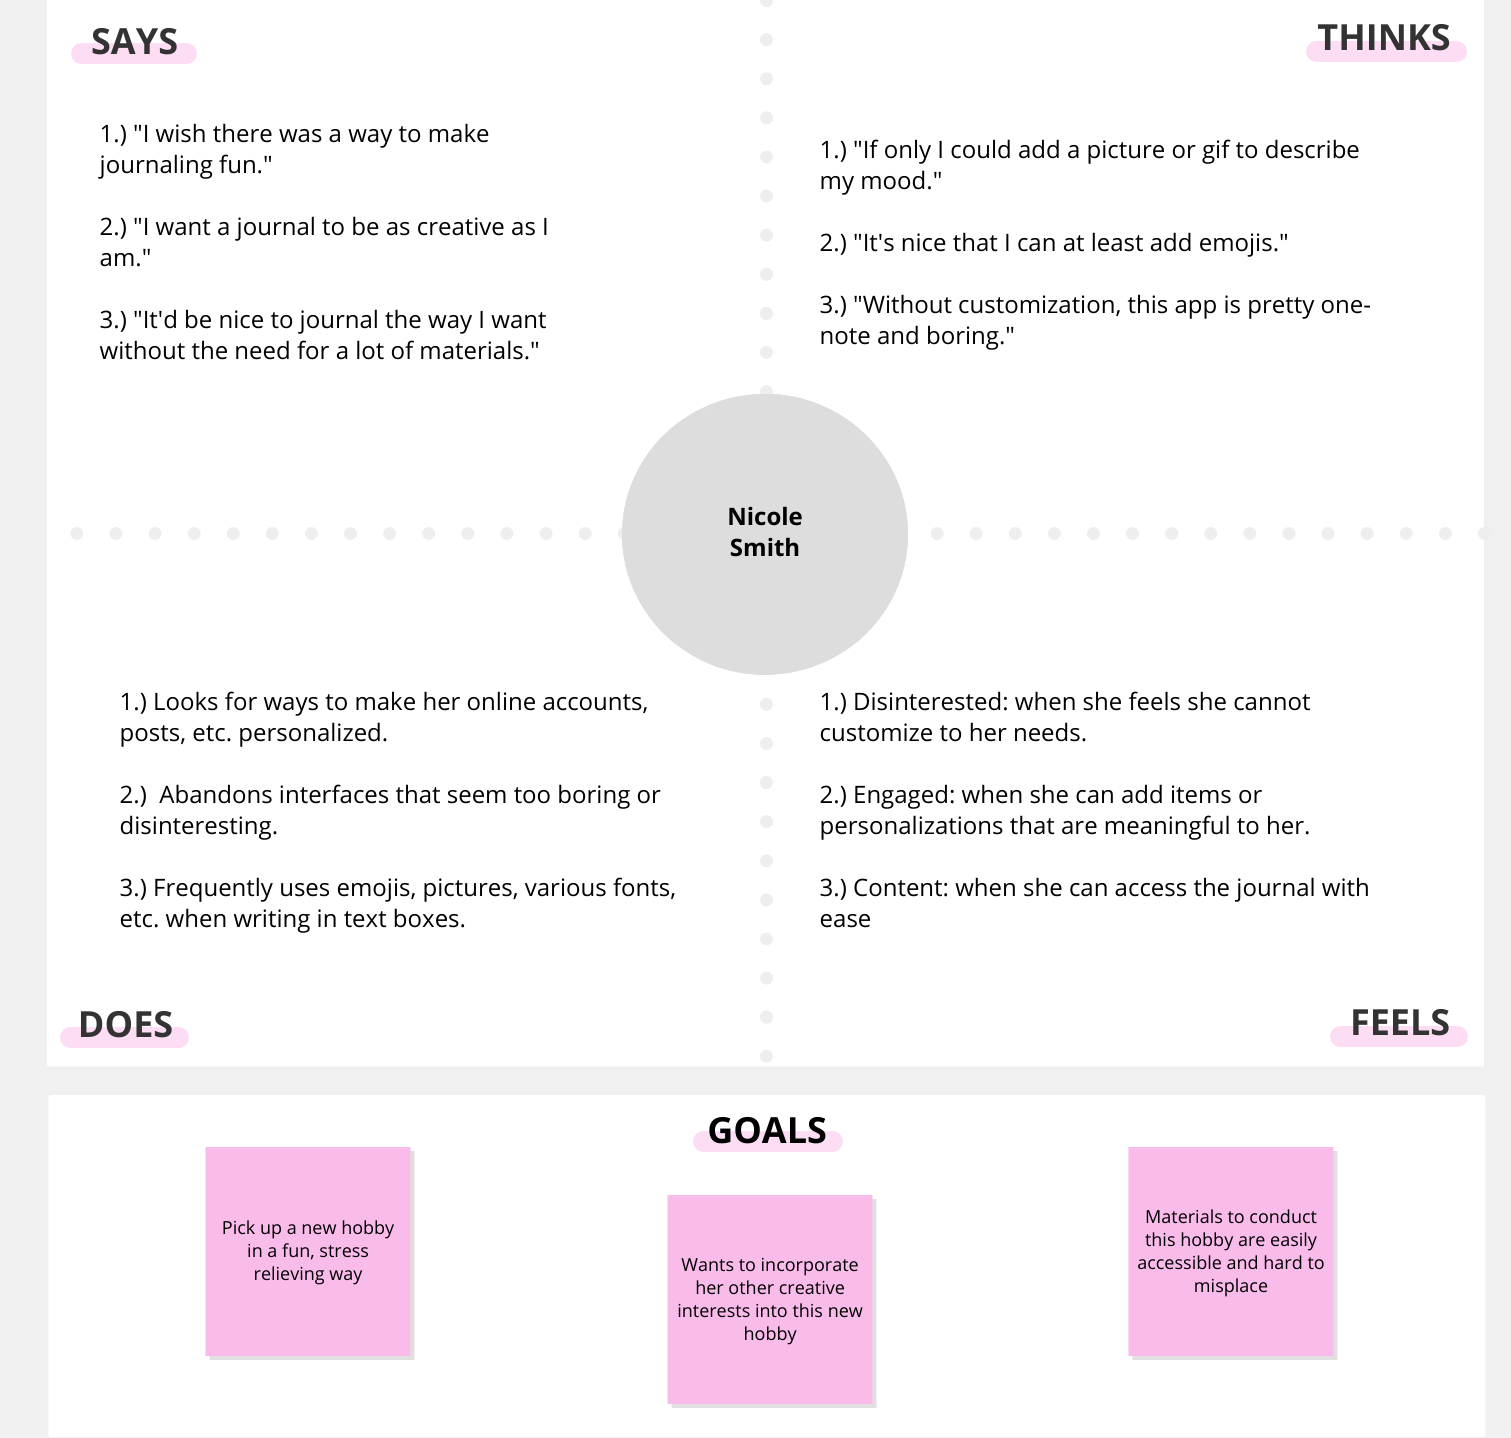 SAYS
1.) "I wish there was a way to make
journaling fun."
2.) "I want a journal to be as creative as I
am."
3.) "It'd be nice to journal the way I want
without the need for a lot of materials."
THINKS
1.) "If only I could add a picture or gif to describe
my mood."
2.) "It's nice that I can at least add emojis."
3.) "Without customization, this app is pretty one-
note and boring."
Nicole
Smith
1.) Looks for ways to make her online accounts,
posts, etc. personalized.
2.)  Abandons interfaces that seem too boring or
disinteresting.
3.) Frequently uses emojis, pictures, various fonts,
etc. when writing in text boxes.
DOES
1.) Disinterested: when she feels she cannot
customize to her needs.
2.) Engaged: when she can add items or
personalizations that are meaningful to her.
3.) Content: when she can access the journal with
ease
FEELS
GOALS
Pick up a new hobby
in a fun, stress
relieving way
Wants to incorporate
her other creative
interests into this new
hobby
Materials to conduct
this hobby are easily
accessible and hard to
misplace